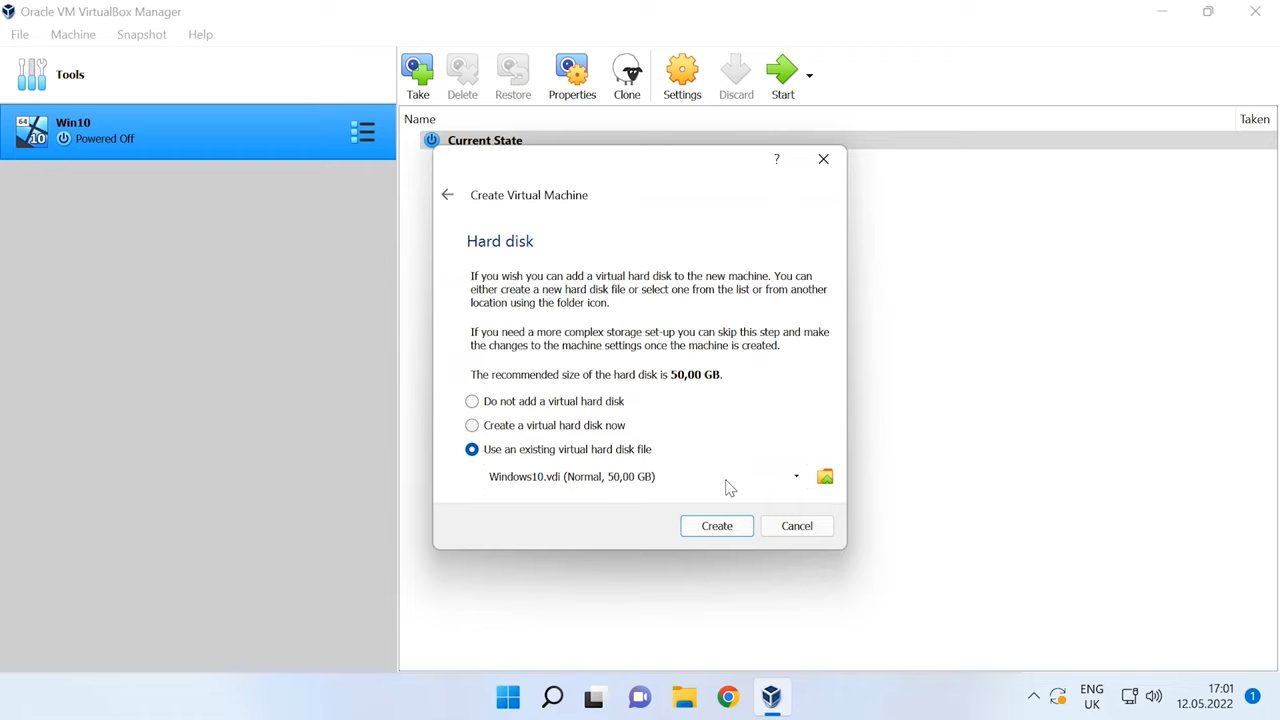 Oracle VM VirtualBox Manager
File Machine Snapshot Help
Tools
Take Delete Restore Properties Clone Settings Discard Start
64
10
Win10
Powered Off
Name Taken
Current State
?
Create Virtual Machine
Hard disk
If you wish you can add a virtual hard disk to the new machine. You can
either create a new hard disk file or select one from the list or from another
location using the folder icon.
If you need a more complex storage set-up you can skip this step and make
the changes to the machine settings once the machine is created.
The recommended size of the hard disk is 50,00 GB.
Do not add a virtual hard disk
Create a virtual hard disk now
Use an existing virtual hard disk file
Windows10.vdi (Normal, 50,00 GB)
Create Cancel
ENG 17:01
UK 12.05.2022 1